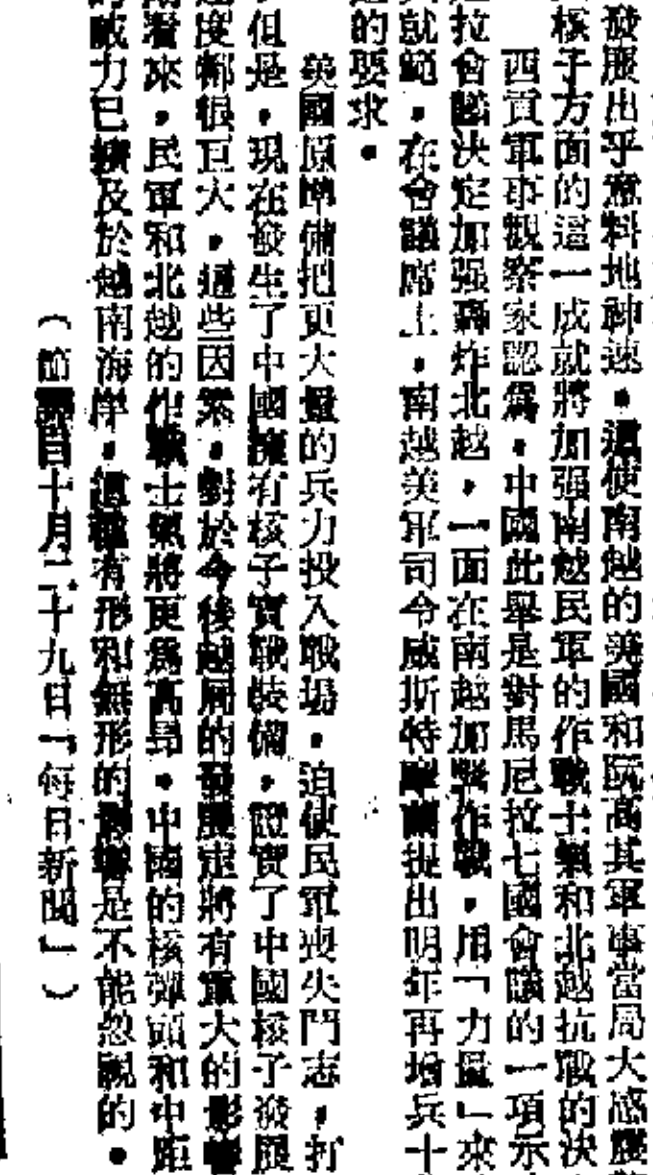 發展出乎意料地神速。這使南越的美國和阮高其軍事當局大感
核子方面的這一成就將加强南越民軍的作戰士氣和北越抗戰的決
西貢軍事觀察家認爲，中國此舉是對馬尼拉七國會議的一項示
拉會議決定加强轟炸北越，一面在南越加緊作戰，用「力量」來
就範，在會議席上，南越美軍司令威斯特摩蘭提出明年再增兵十
的要求。
美國原準備把更大量的兵力投入戰場，迫使民軍喪失鬥志，打
但是，現在發生了中國擁有核子實戰裝備，證實了中國核子發展
度都很巨大，這些因素，對於今後越局的發展定將有重大的影響
看來，民軍和北越的作戰士氣將更爲高昂。中國的核彈頭和中距
威力已擴及於越南海岸，這種有形和無形的影響是不能忽視的。
（節譯自十月二十九日「每日新聞」）